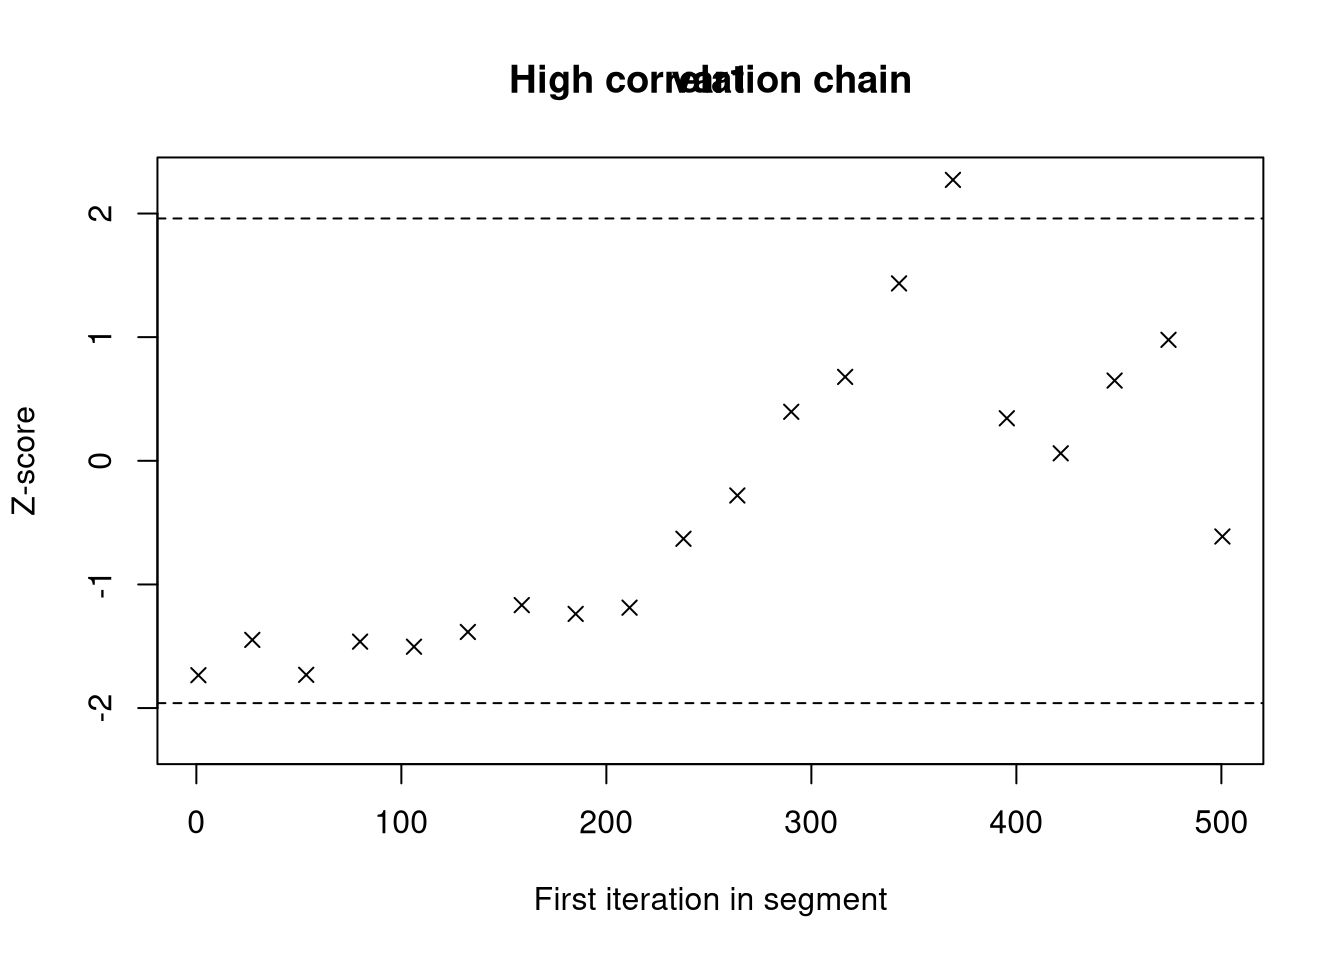 High correlation chain
var1
2
1
0
-1
-2
Z-score
0 100 200 300 400 500
First iteration in segment